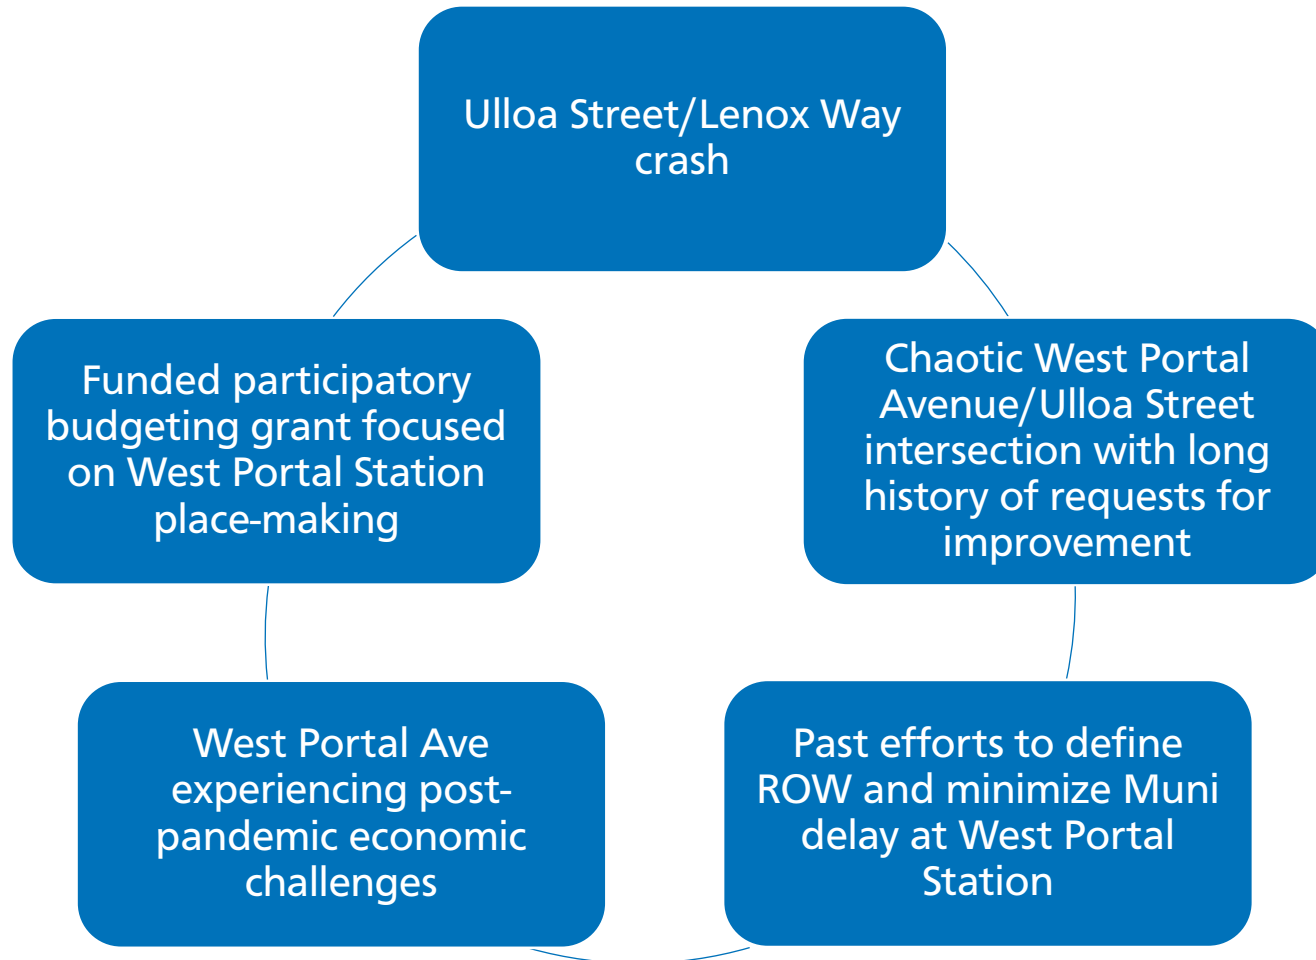 Ulloa Street/Lenox Way
crash
Funded participatory
budgeting grant focused
on West Portal Station
place-making
Chaotic West Portal
Avenue/Ulloa Street
intersection with long
history of requests for
improvement
West Portal Ave
experiencing post-
pandemic economic
challenges
Past efforts to define
ROW and minimize Muni
delay at West Portal
Station